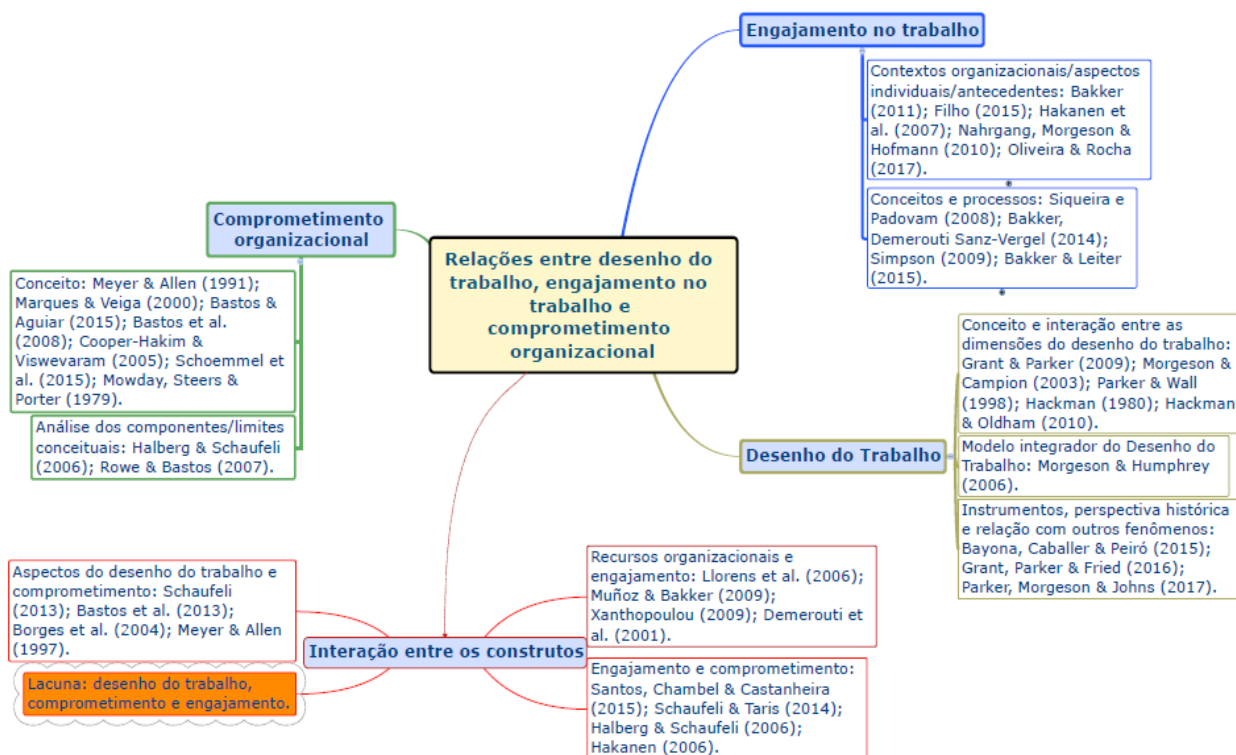 Engajamento no trabalho
Contextos organizacionais/aspectos
individuais/antecedentes: Bakker
(2011); Filho (2015); Hakanen et
al. (2007); Nahrgang, Morgeson &
Hofmann (2010); Oliveira & Rocha
(2017).
Conceitos e processos: Siqueira e
Padovam (2008); Bakker,
Demerouti Sanz-Vergel (2014);
Simpson (2009); Bakker & Leiter
(2015).
Comprometimento
organizacional
Conceito: Meyer & Allen (1991);
Marques & Veiga (2000); Bastos &
Aguiar (2015); Bastos et al.
(2008); Cooper-Hakim &
Viswevaram (2005); Schoemmel et
al. (2015); Mowday, Steers &
Porter (1979).
Análise dos componentes/limites
conceituais: Halberg & Schaufeli
(2006); Rowe & Bastos (2007).
Relações entre desenho do
trabalho, engajamento no
trabalho e
comprometimento
organizacional
Desenho do Trabalho
Conceito e interação entre as
dimensões do desenho do trabalho:
Grant & Parker (2009); Morgeson &
Campion (2003); Parker & Wall
(1998); Hackman (1980); Hackman
& Oldham (2010).
Modelo integrador do Desenho do
Trabalho: Morgeson & Humphrey
(2006).
Instrumentos, perspectiva histórica
e relação com outros fenômenos:
Bayona, Caballer & Peiró (2015);
Grant, Parker & Fried (2016);
Parker, Morgeson & Johns (2017).
Aspectos do desenho do trabalho e
comprometimento: Schaufeli
(2013); Bastos et al. (2013);
Borges et al. (2004); Meyer & Allen
(1997).
Lacuna: desenho do trabalho,
comprometimento e engajamento.
Interação entre os construtos
Recursos organizacionais e
engajamento: Llorens et al. (2006);
Muñoz & Bakker (2009);
Xanthopoulou (2009); Demerouti et
al. (2001).
Engajamento e comprometimento:
Santos, Chambel & Castanheira
(2015); Schaufeli & Taris (2014);
Halberg & Schaufeli (2006);
Hakanen (2006).